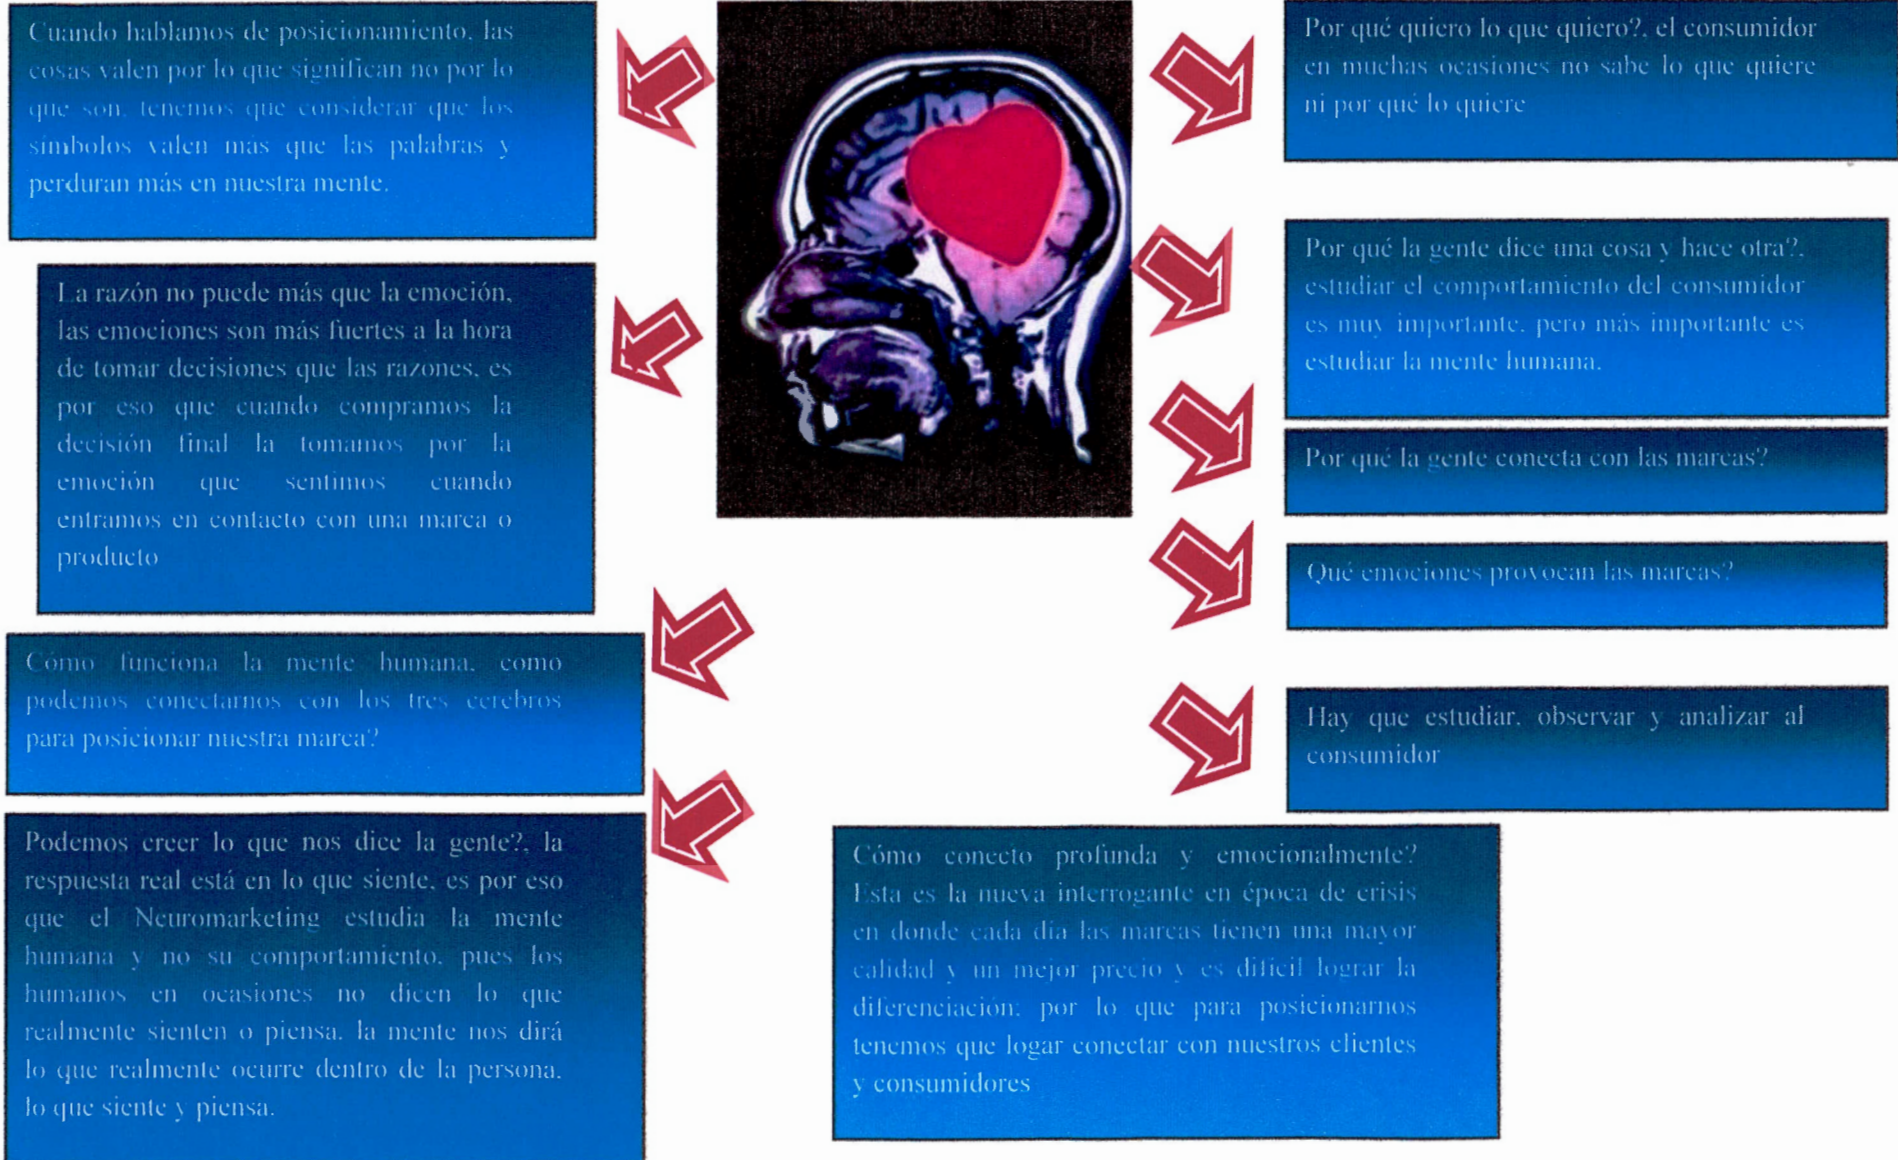 Cuando hablamos de posicionamiento, las
cosas valen por lo que significan no por lo
que son, tenemos que considerar que los
símbolos valen más que las palabras y
perduran más en nuestra mente.
La razón no puede más que la emoción,
las emociones son más fuertes a la hora
de tomar decisiones que las razones, es
por eso que cuando compramos la
decisión final la tomamos por la
emoción que sentimos cuando
entramos en contacto con una marca o
producto
Cómo funciona la mente humana, como
podemos conectarnos con los tres cerebros
para posicionar nuestra marca?
Podemos creer lo que nos dice la gente?, la
respuesta real está en lo que siente, es por eso
que el Neuromarketing estudia la mente
humana y no su comportamiento, pues los
humanos en ocasiones no dicen lo que
realmente sienten o piensa, la mente nos dirá
lo que realmente ocurre dentro de la persona,
lo que siente y piensa.
Por qué quiero lo que quiero?, el consumidor
en muchas ocasiones no sabe lo que quiere
ni por qué lo quiere
Por qué la gente dice una cosa y hace otra?,
estudiar el comportamiento del consumidor
es muy importante, pero más importante es
estudiar la mente humana.
Por qué la gente conecta con las marcas?
Qué emociones provocan las marcas?
Hay que estudiar, observar y analizar al
consumidor
Cómo conecto profunda y emocionalmente?
Esta es la nueva interrogante en época de crisis
en donde cada día las marcas tienen una mayor
calidad y un mejor precio y es difícil lograr la
diferenciación; por lo que para posicionarnos
tenemos que logar conectar con nuestros clientes
y consumidores